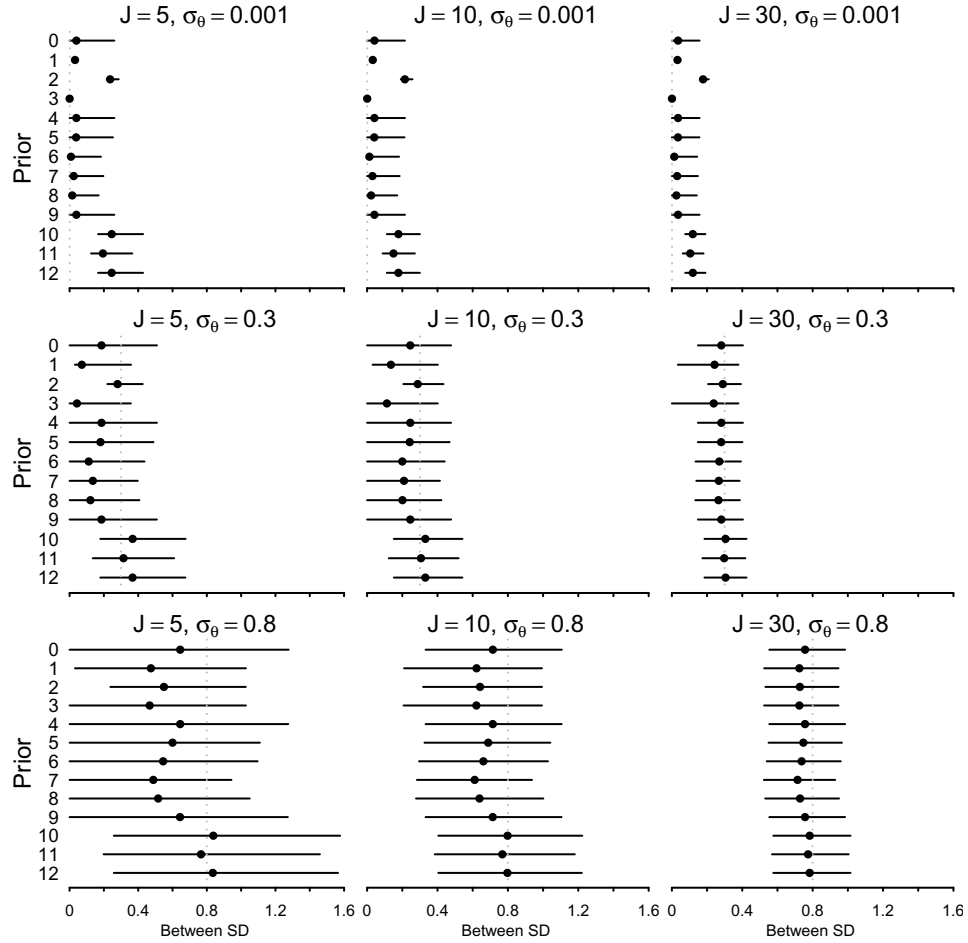 J = 5, σθ = 0.001
J = 10, σθ = 0.001
J = 30, σθ = 0.001
Prior
0
1
2
3
4
5
6
7
8
9
10
11
12
J = 5, σθ = 0.3
J = 10, σθ = 0.3
J = 30, σθ = 0.3
Prior
0
1
2
3
4
5
6
7
8
9
10
11
12
J = 5, σθ = 0.8
J = 10, σθ = 0.8
J = 30, σθ = 0.8
Prior
0
1
2
3
4
5
6
7
8
9
10
11
12
0 0.4 0.8 1.2 1.6
0 0.4 0.8 1.2 1.6
0 0.4 0.8 1.2 1.6
Between SD
Between SD
Between SD